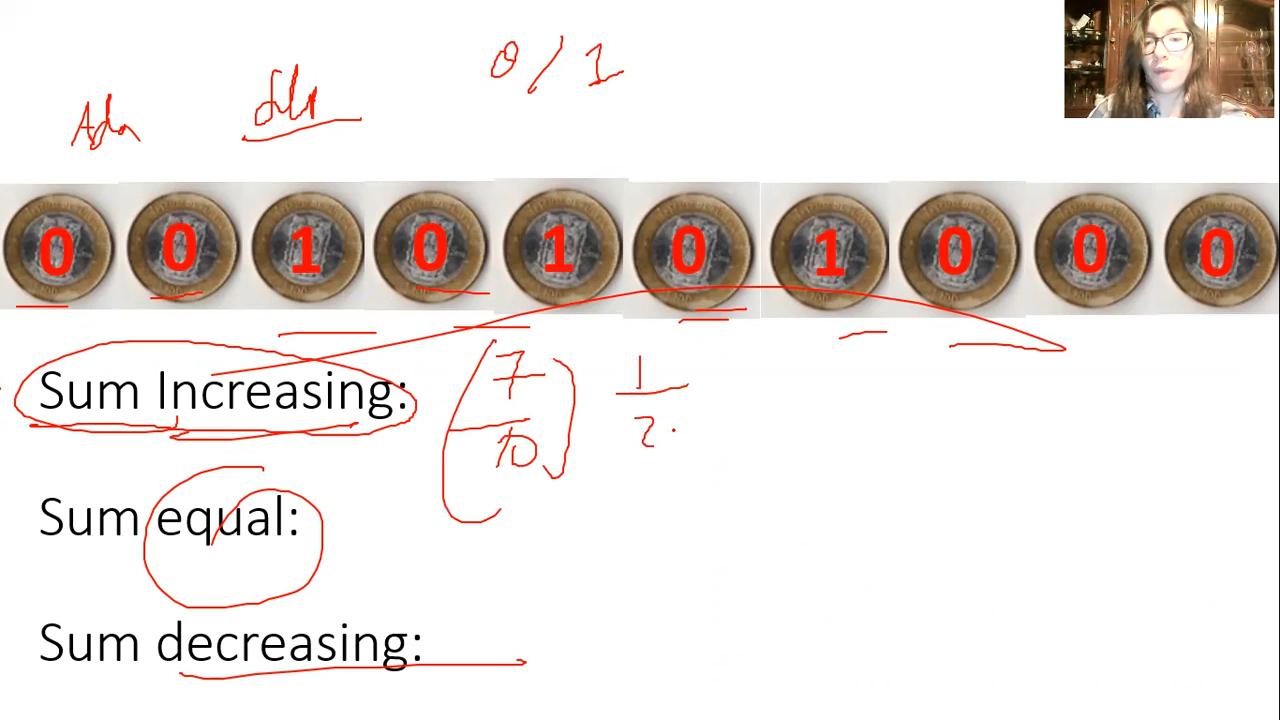 0 / 1
0 0 1 0 1 0 1 0 0 0
Sum Increasing:
7
10
1
2
Sum equal:
Sum decreasing: